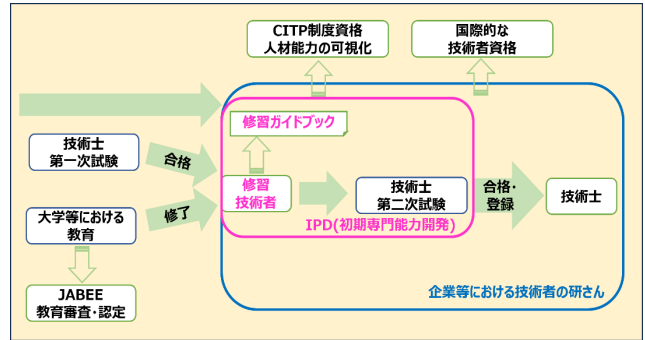 CITP制度資格
人材能力の可視化
国際的な
技術者資格
修習ガイドブック
技術士
第一次試験
合格
修習
技術者
技術士
第二次試験
合格・
登録
技術士
大学等における
教育
修了
IPD(初期専門能力開発)
JABEE
教育審査・認定
企業等における技術者の研さん